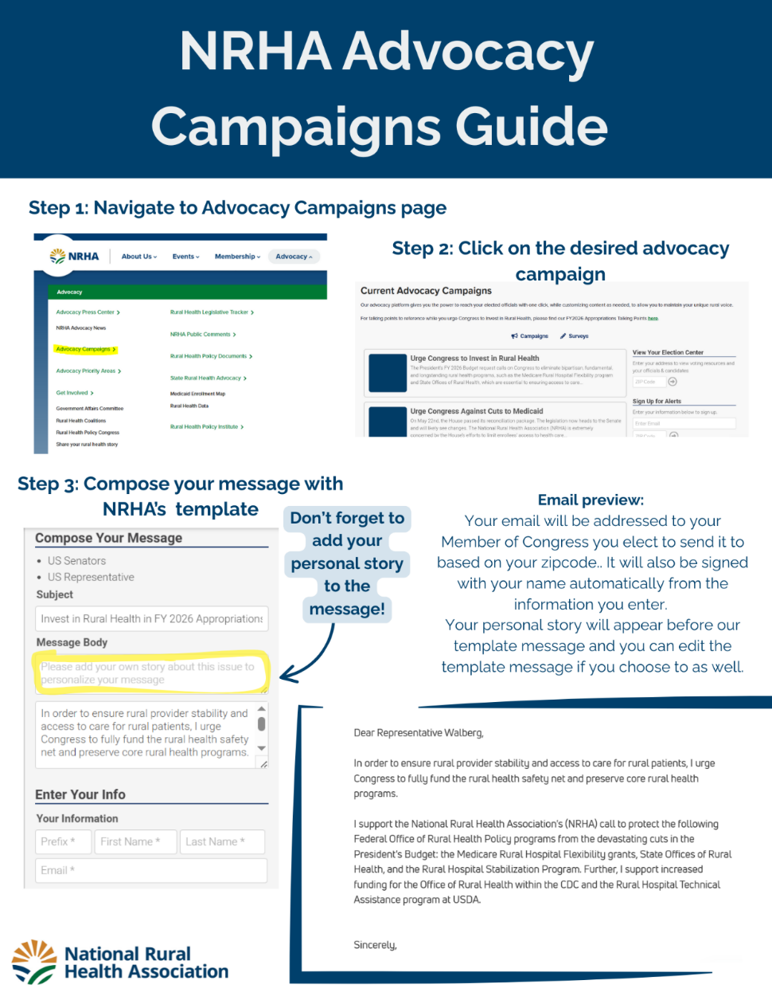 NRHA Advocacy
Campaigns Guide
Step 1: Navigate to Advocacy Campaigns page
NRHA
About Us
Events
Membership
Advocacy
Advocacy
Advocacy Press Center
NRHA Advocacy News
Advocacy Campaigns
Advocacy Priority Areas
Get Involved
Government Affairs Committee
Rural Health Coalitions
Rural Health Policy Congress
Share your rural health story
Rural Health Legislative Tracker
NRHA Public Comments
Rural Health Policy Documents
State Rural Health Advocacy
Medicaid Enrollment Map
Rural Health Data
Rural Health Policy Institute
Step 2: Click on the desired advocacy
campaign
Current Advocacy Campaigns
Our advocacy platform gives you the power to reach your elected officials with one click, while customizing content as needed, to allow you to maintain your unique rural voice.
For talking points to reference while you urge Congress to Invest in Rural Health, please find our FY2026 Appropriations Taking Points here.
Campaigns
Surveys
Urge Congress to Invest in Rural Health
The President's FY 2026 Budget request calls on Congress to eliminate bipartisan, fundamental,
and longstanding rural health programs, such as the Medicare Rural Hospital Flexibility program
and State Offices of Rural Health, which are essential to ensuring access to care...
Urge Congress Against Cuts to Medicaid
On May 22nd, the House passed its reconciliation package. The legislation now heads to the Senate
and will likely see changes. The National Rural Health Association (NRHA) is extremely
concerned by the House's efforts to limit enrollees' access to health care...
View Your Election Center
Enter your address to view voting resources and
your officials & candidates
ZIP Code
Sign Up for Alerts
Enter your information below to sign up.
Enter Email
ZIP Code
Step 3: Compose your message with
NRHA's template
Compose Your Message
• US Senators
• US Representative
Subject
Invest in Rural Health in FY 2026 Appropriations
Message Body
Please add your own story about this issue to
personalize your message
In order to ensure rural provider stability and
access to care for rural patients, I urge
Congress to fully fund the rural health safety
net and preserve core rural health programs.
Enter Your Info
Your Information
Prefix *
First Name *
Last Name *
Email *
Don't forget to
add your
personal story
to the
message!
Email preview:
Your email will be addressed to your
Member of Congress you elect to send it to
based on your zipcode.. It will also be signed
with your name automatically from the
information you enter.
Your personal story will appear before our
template message and you can edit the
template message if you choose to as well.
Dear Representative Walberg,
In order to ensure rural provider stability and access to care for rural patients, I urge
Congress to fully fund the rural health safety net and preserve core rural health
programs.
I support the National Rural Health Association's (NRHA) call to protect the following
Federal Office of Rural Health Policy programs from the devastating cuts in the
President's Budget: the Medicare Rural Hospital Flexibility grants, State Offices of Rural
Health, and the Rural Hospital Stabilization Program. Further, I support increased
funding for the Office of Rural Health within the CDC and the Rural Hospital Technical
Assistance program at USDA.
Sincerely,
National Rural
Health Association